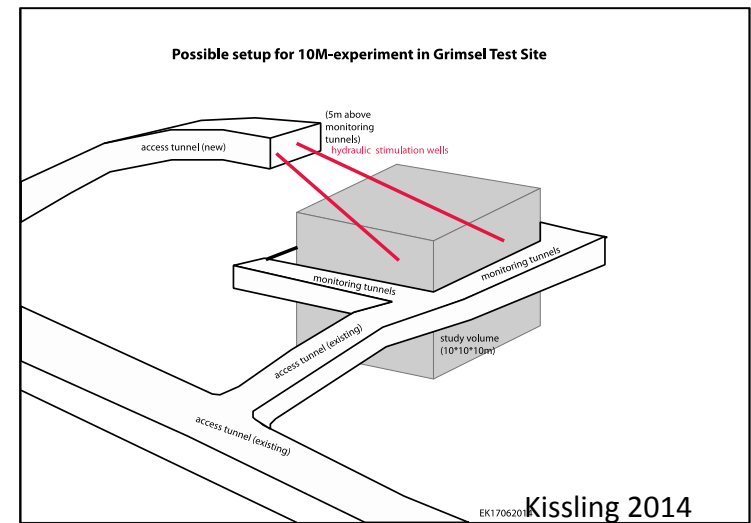 Possible setup for 10M-experiment in Grimsel Test Site
(5m above
monitoring
tunnels)
access tunnel (new)
hydraulic stimulation wells
monitoring tunnels
monitoring tunnels
study volume
(10*10*10m)
access tunnel (existing)
access tunnel (existing)
EK17062014
Kissling 2014